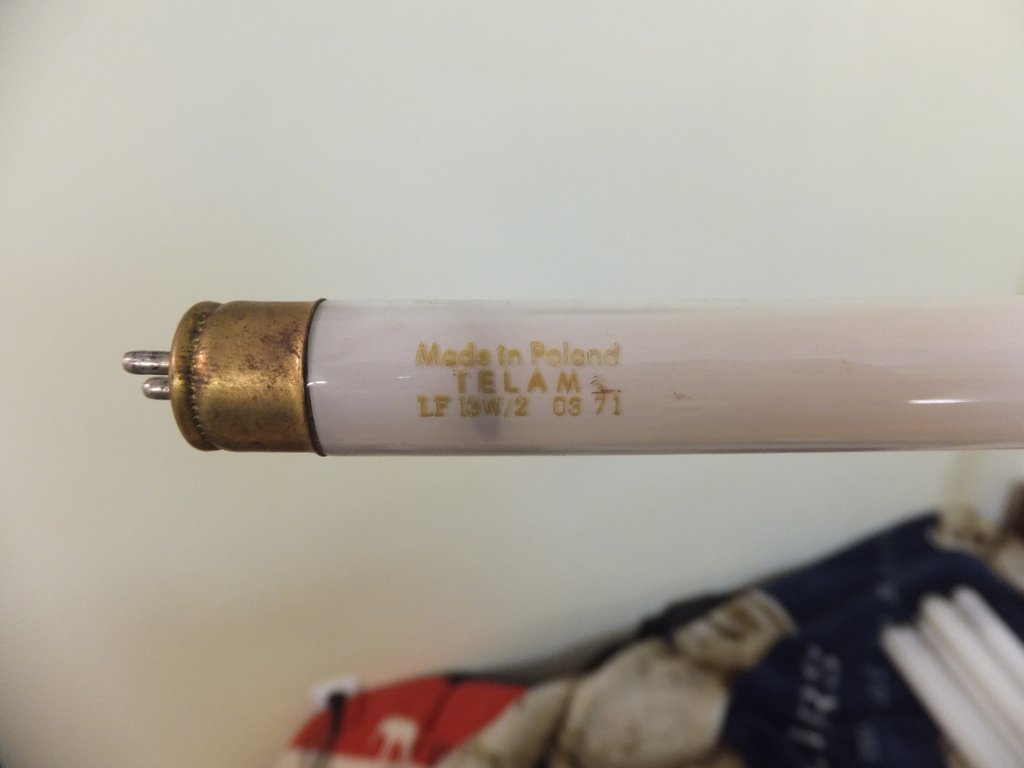 Made in Poland
TELAM
LF 13W/2 03 71